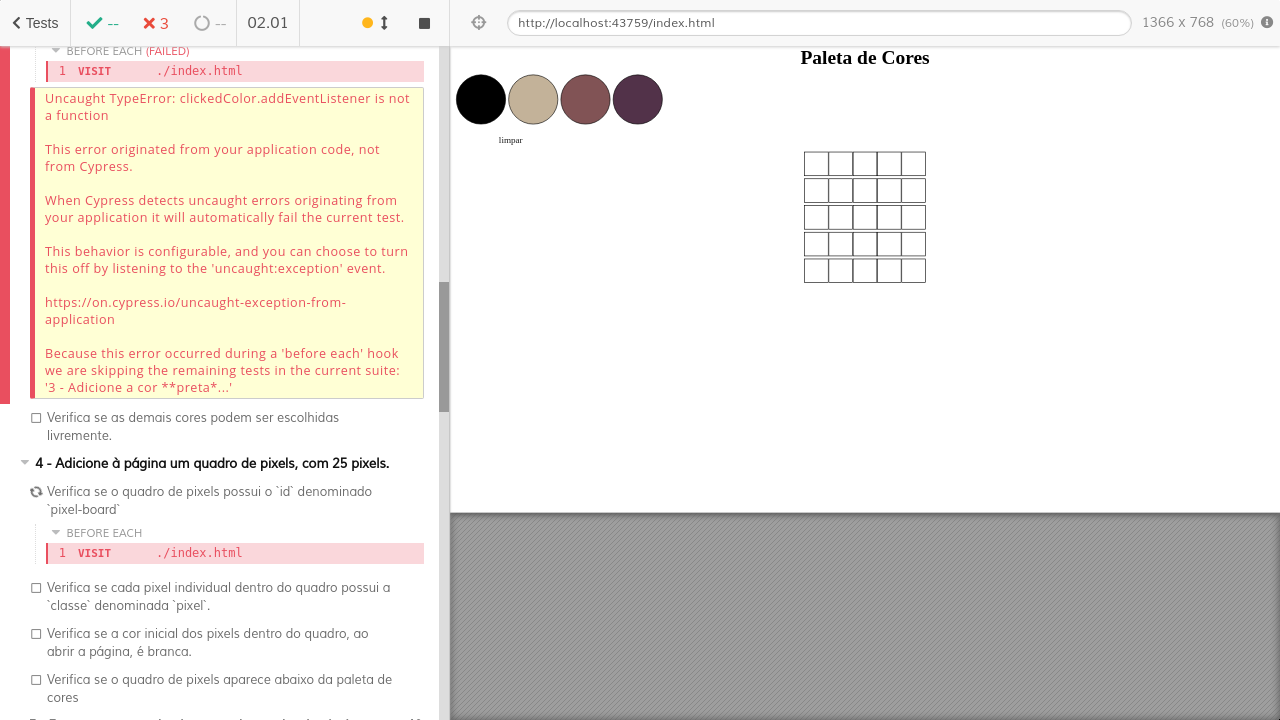 Tests
--
3
--
02.01
http://localhost:43759/index.html
1366 x 768 (60%)
BEFORE EACH (FAILED)
1 VISIT ./index.html
Uncaught TypeError: clickedColor.addEventListener is not
a function
This error originated from your application code, not
from Cypress.
When Cypress detects uncaught errors originating from
your application it will automatically fail the current test.
This behavior is configurable, and you can choose to turn
this off by listening to the 'uncaught:exception' event.
https://on.cypress.io/uncaught-exception-from-
application
Because this error occurred during a 'before each' hook
we are skipping the remaining tests in the current suite:
'3 - Adicione a cor **preta*...'
Verifica se as demais cores podem ser escolhidas
livremente.
4 - Adicione à página um quadro de pixels, com 25 pixels.
Verifica se o quadro de pixels possui o `id` denominado
`pixel-board`
BEFORE EACH
1 VISIT ./index.html
Verifica se cada pixel individual dentro do quadro possui a
`classe` denominada `pixel`.
Verifica se a cor inicial dos pixels dentro do quadro, ao
abrir a página, é branca.
Verifica se o quadro de pixels aparece abaixo da paleta de
cores
Paleta de Cores
limpar